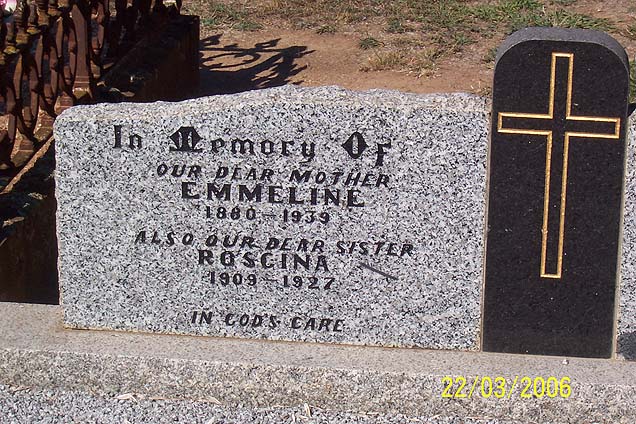 In Memory Of
OUR DEAR MOTHER
EMMELINE
1880 - 1939
ALSO OUR DEAR SISTER
ROSCINA
1909 - 1927
IN GOD'S CARE
22/03/2006